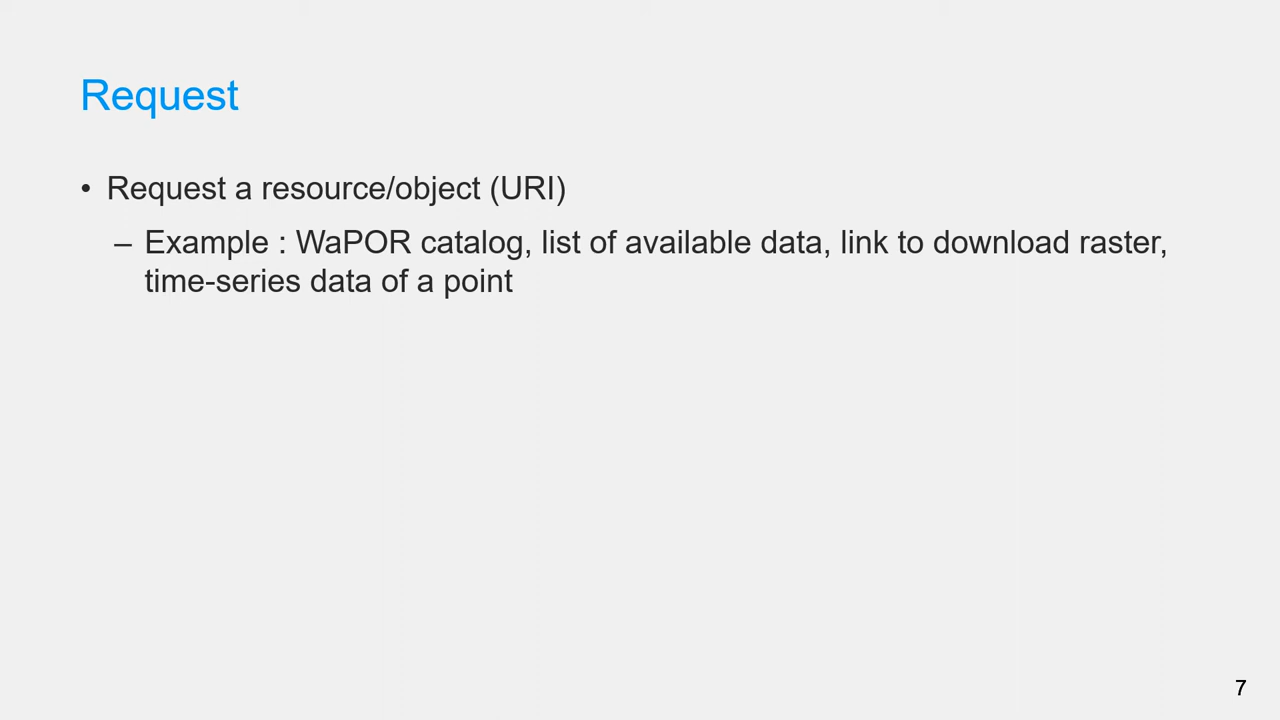 Request
• Request a resource/object (URI)
– Example : WaPOR catalog, list of available data, link to download raster,
time-series data of a point
7